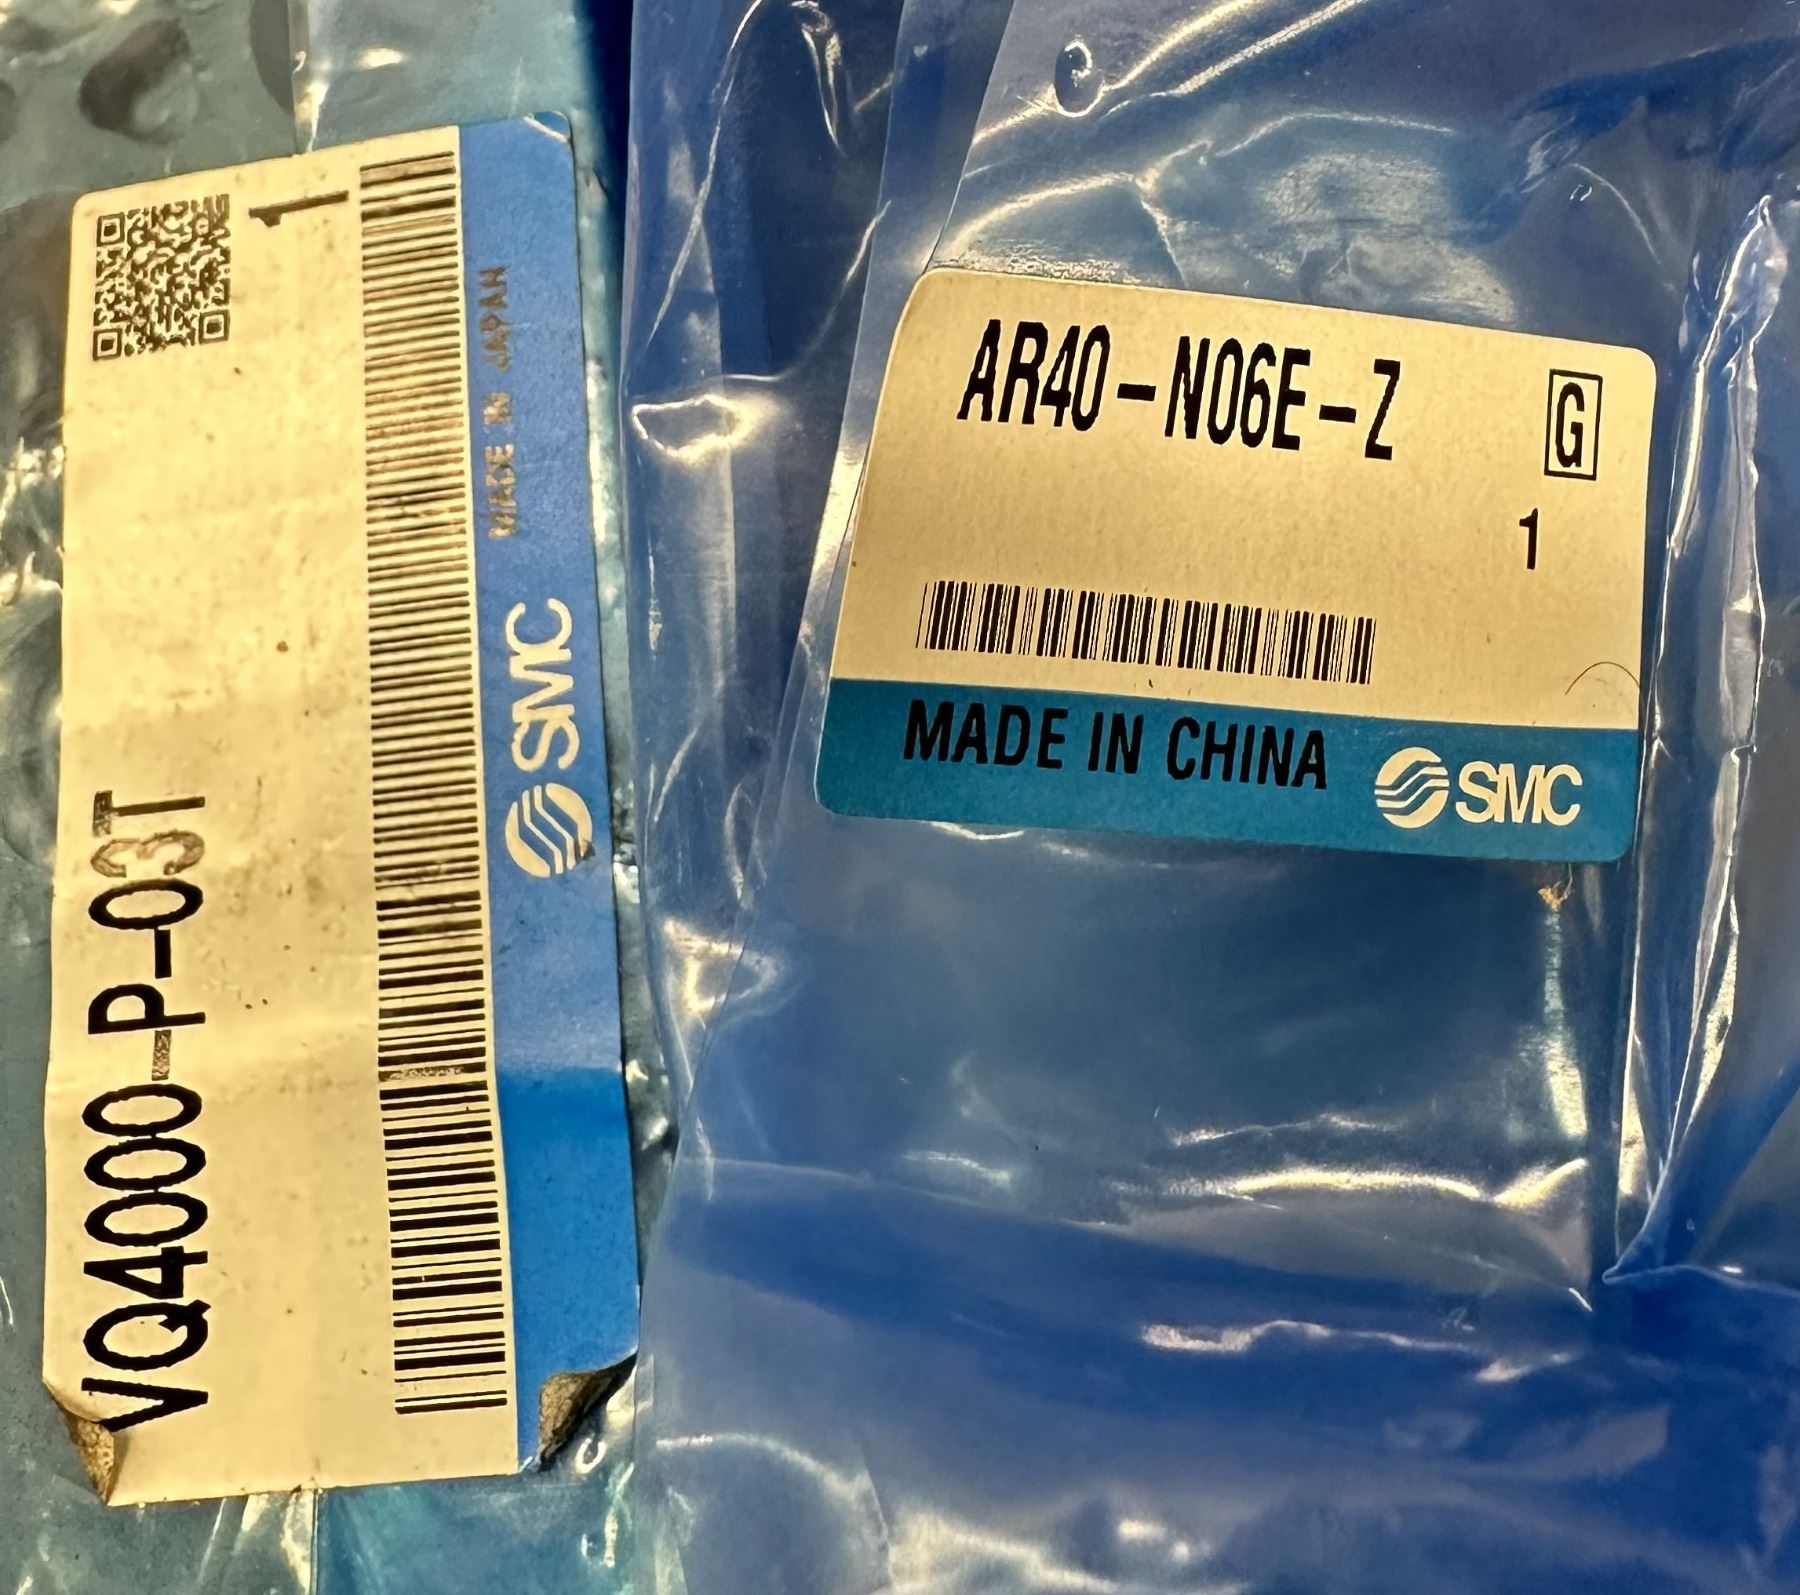 VQ4000-P-03T
1
MADE IN JAPAN
SMC
AR40-N06E-Z
G
1
MADE IN CHINA
SMC